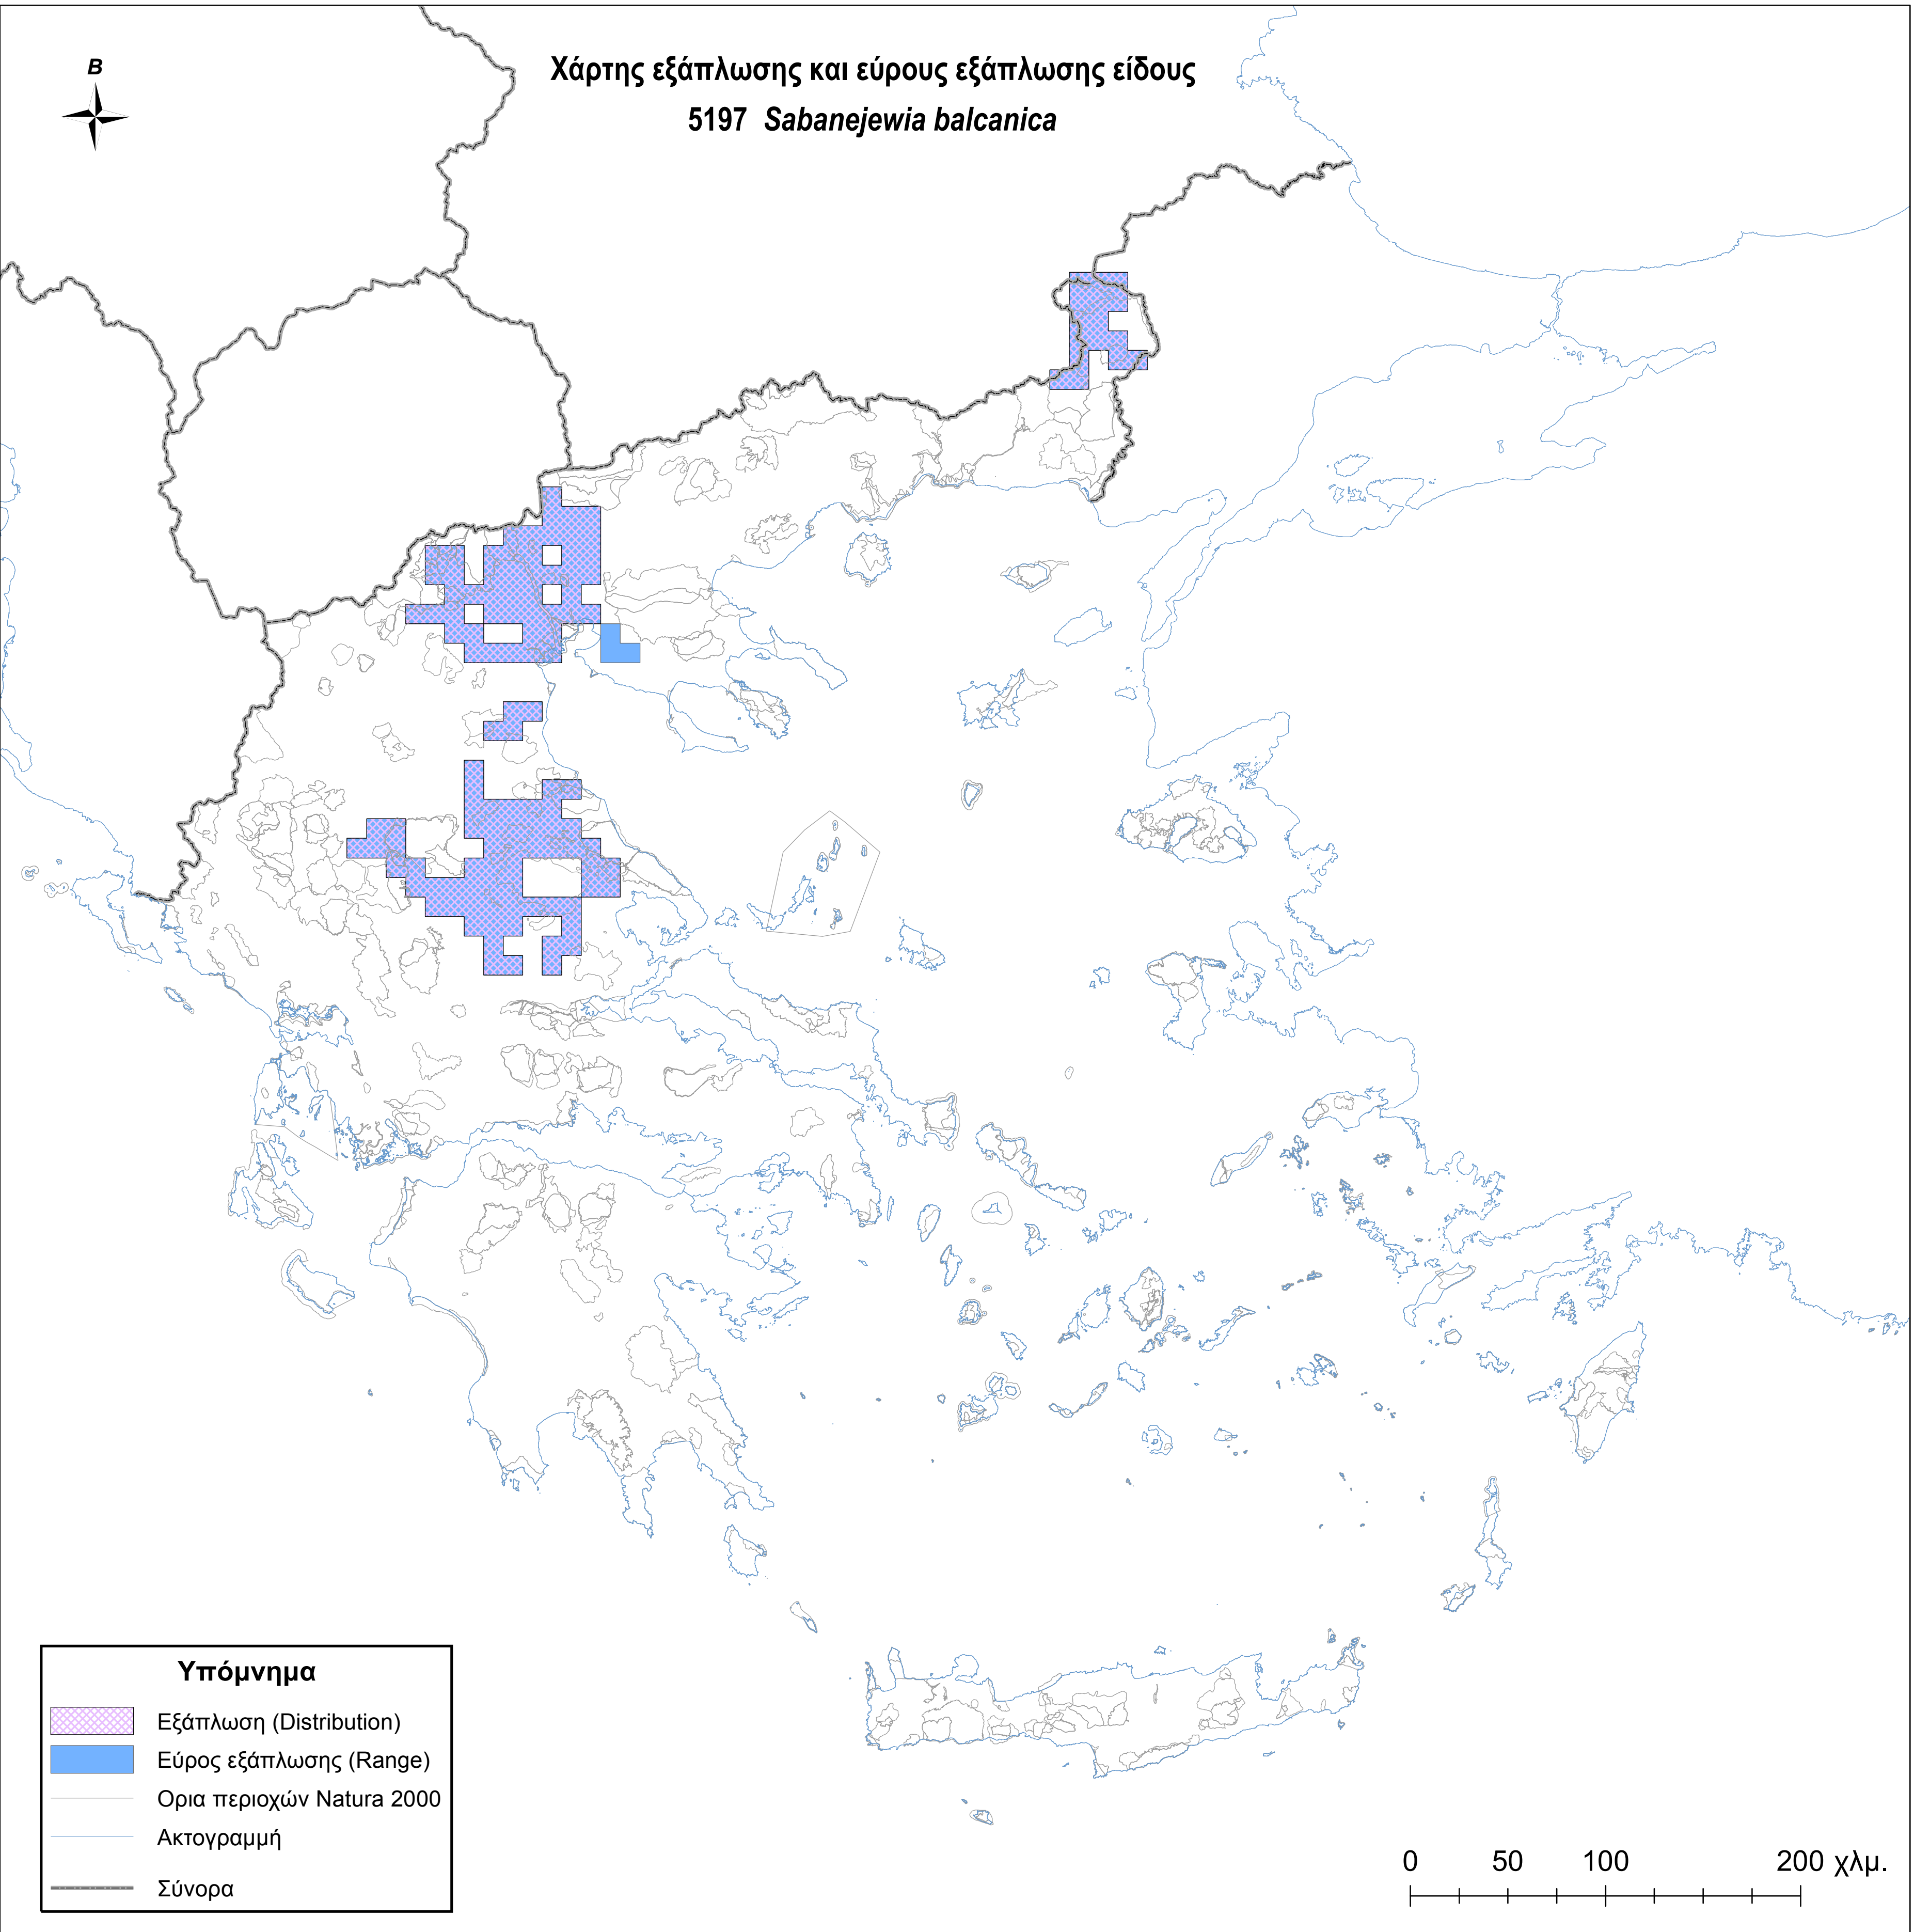 Χάρτης εξάπλωσης και εύρους εξάπλωσης είδους
5197 Sabanejewia balcanica
B
Υπόμνημα
Εξάπλωση (Distribution)
Εύρος εξάπλωσης (Range)
Ορια περιοχών Natura 2000
Ακτογραμμή
Σύνορα
0 50 100 200 χλμ.